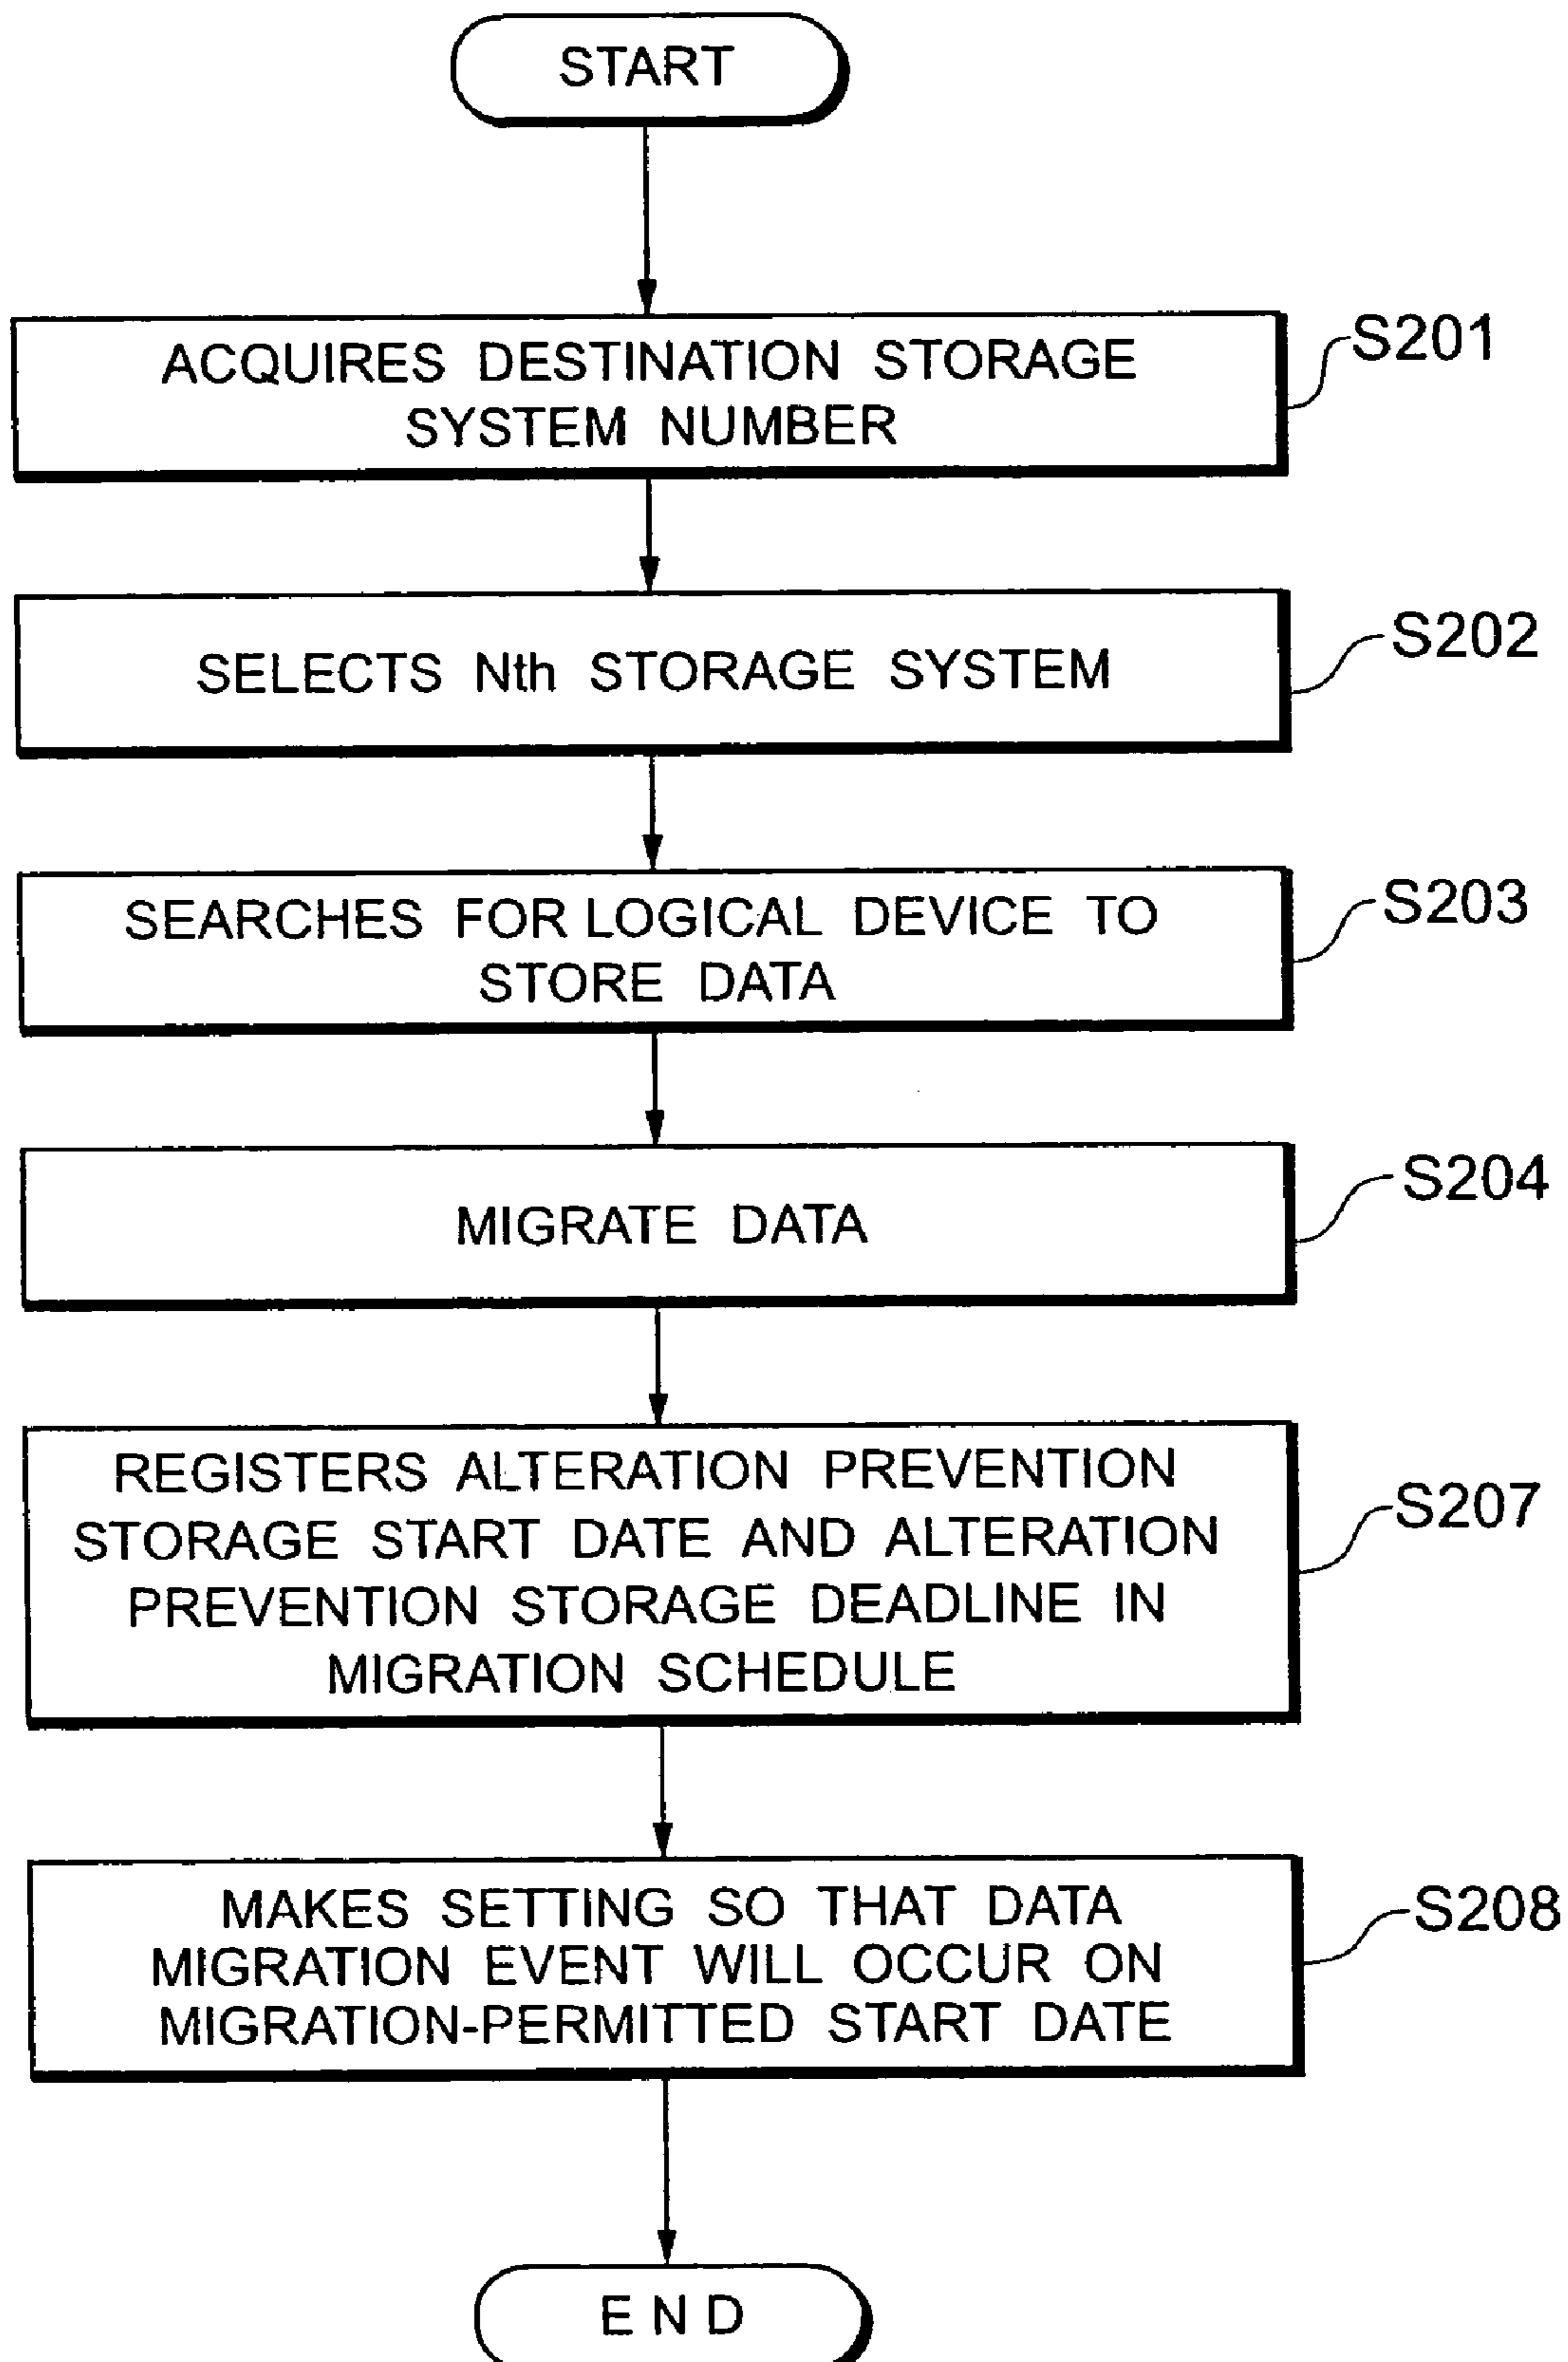 START
ACQUIRES DESTINATION STORAGE
SYSTEM NUMBER
S201
SELECTS Nth STORAGE SYSTEM
S202
SEARCHES FOR LOGICAL DEVICE TO
STORE DATA
S203
MIGRATE DATA
S204
REGISTERS ALTERATION PREVENTION
STORAGE START DATE AND ALTERATION
PREVENTION STORAGE DEADLINE IN
MIGRATION SCHEDULE
S207
MAKES SETTING SO THAT DATA
MIGRATION EVENT WILL OCCUR ON
MIGRATION-PERMITTED START DATE
S208
END